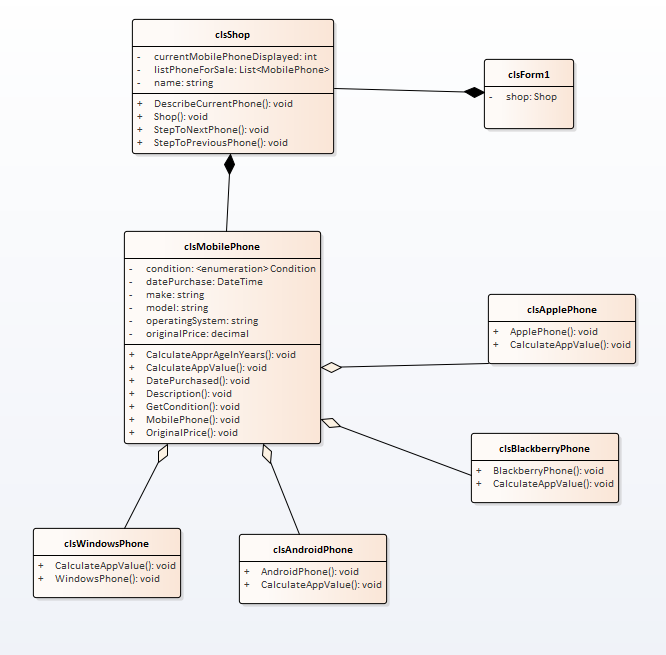 clsShop
- currentMobilePhoneDisplayed: int
- listPhoneForSale: List<MobilePhone>
- name: string
+ DescribeCurrentPhone(): void
+ Shop(): void
+ StepToNextPhone(): void
+ StepToPreviousPhone(): void
clsForm1
- shop: Shop
clsMobilePhone
- condition: <enumeration> Condition
- datePurchase: DateTime
- make: string
- model: string
- operatingSystem: string
- originalPrice: decimal
+ CalculateApprAgeInYears(): void
+ CalculateAppValue(): void
+ DatePurchased(): void
+ Description(): void
+ GetCondition(): void
+ MobilePhone(): void
+ OriginalPrice(): void
clsApplePhone
+ ApplePhone(): void
+ CalculateAppValue(): void
clsBlackberryPhone
+ BlackberryPhone(): void
+ CalculateAppValue(): void
clsWindowsPhone
+ CalculateAppValue(): void
+ WindowsPhone(): void
clsAndroidPhone
+ AndroidPhone(): void
+ CalculateAppValue(): void